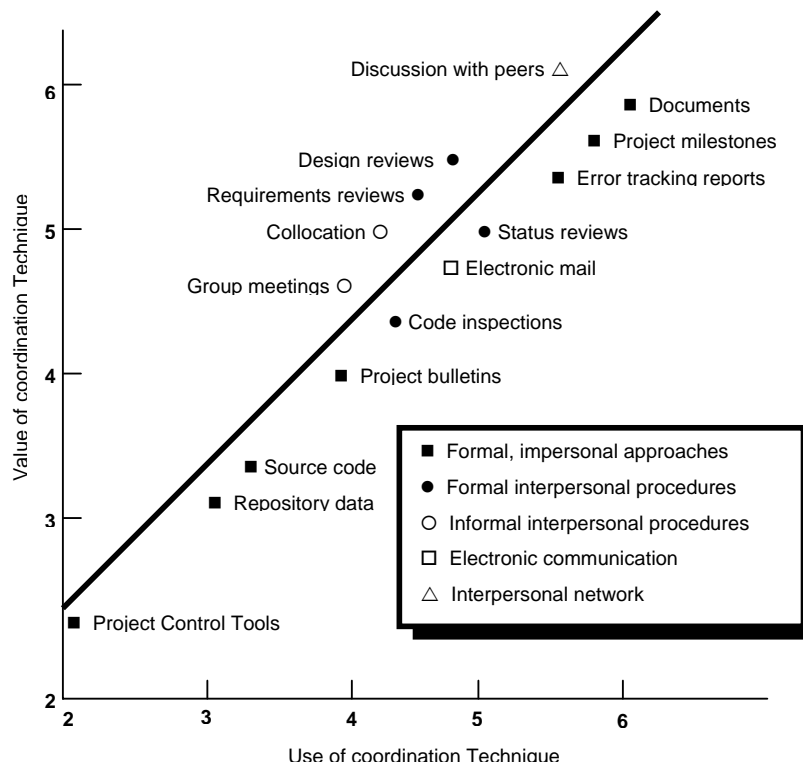 Discussion with peers
6
Documents
Project milestones
Design reviews
Error tracking reports
Requirements reviews
5
Collocation
Status reviews
Electronic mail
Group meetings
Code inspections
4
Project bulletins
Value of coordination Technique
Formal, impersonal approaches
Source code
Formal interpersonal procedures
Repository data
3
Informal interpersonal procedures
Electronic communication
Interpersonal network
Project Control Tools
2
2 3 4 5 6
Use of coordination Technique